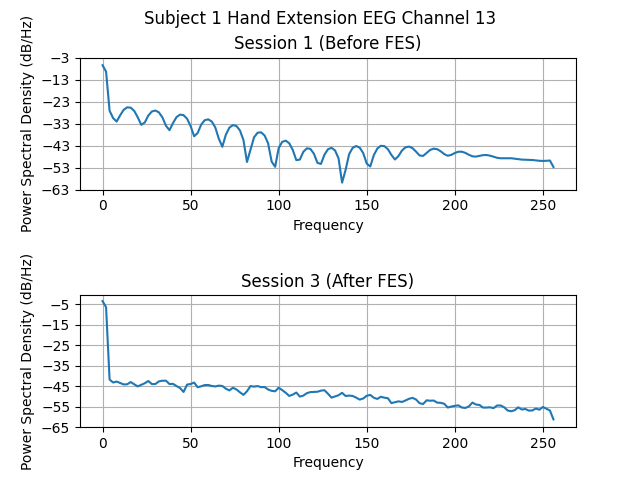 Subject 1 Hand Extension EEG Channel 13
Session 1 (Before FES)
Power Spectral Density (dB/Hz)
−3
−13
−23
−33
−43
−53
−63
0 50 100 150 200 250
Frequency
Session 3 (After FES)
Power Spectral Density (dB/Hz)
−5
−15
−25
−35
−45
−55
−65
0 50 100 150 200 250
Frequency